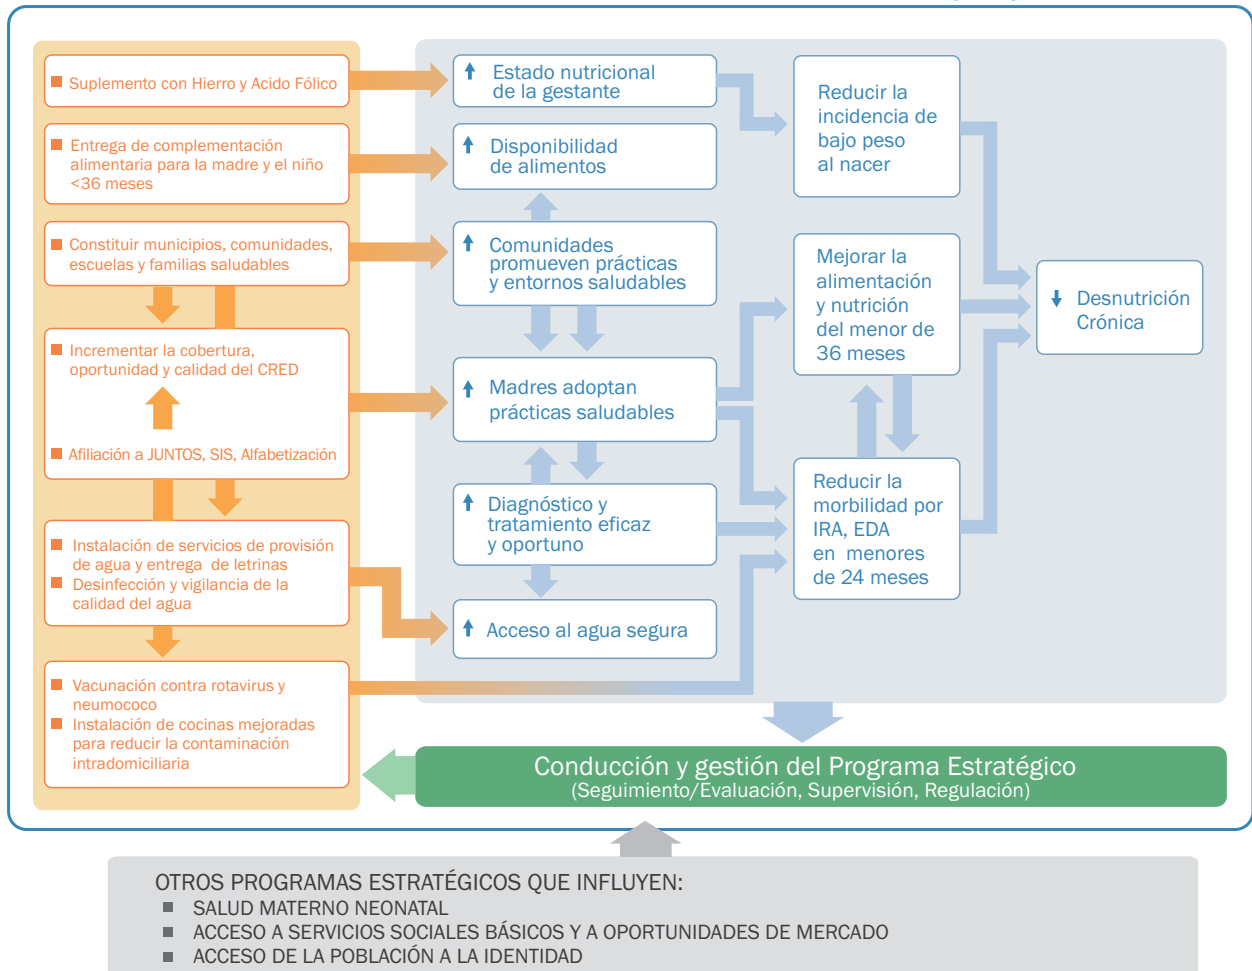 Suplemento con Hierro y Acido Fólico
Entrega de complementación
alimentaria para la madre y el niño
<36 meses
Constituir municipios, comunidades,
escuelas y familias saludables
Incrementar la cobertura,
oportunidad y calidad del CRED
Afiliación a JUNTOS, SIS, Alfabetización
Instalación de servicios de provisión
de agua y entrega de letrinas
Desinfección y vigilancia de la
calidad del agua
Vacunación contra rotavirus y
neumococo
Instalación de cocinas mejoradas
para reducir la contaminación
intradomiciliaria
Estado nutricional
de la gestante
Disponibilidad
de alimentos
Comunidades
promueven prácticas
y entornos saludables
Madres adoptan
prácticas saludables
Diagnóstico y
tratamiento eficaz
y oportuno
Acceso al agua segura
Reducir la
incidencia de
bajo peso
al nacer
Mejorar la
alimentación
y nutrición
del menor de
36 meses
Reducir la
morbilidad por
IRA, EDA
en menores
de 24 meses
Desnutrición
Crónica
Conducción y gestión del Programa Estratégico
(Seguimiento/Evaluación, Supervisión, Regulación)
OTROS PROGRAMAS ESTRATÉGICOS QUE INFLUYEN:
SALUD MATERNO NEONATAL
ACCESO A SERVICIOS SOCIALES BÁSICOS Y A OPORTUNIDADES DE MERCADO
ACCESO DE LA POBLACIÓN A LA IDENTIDAD